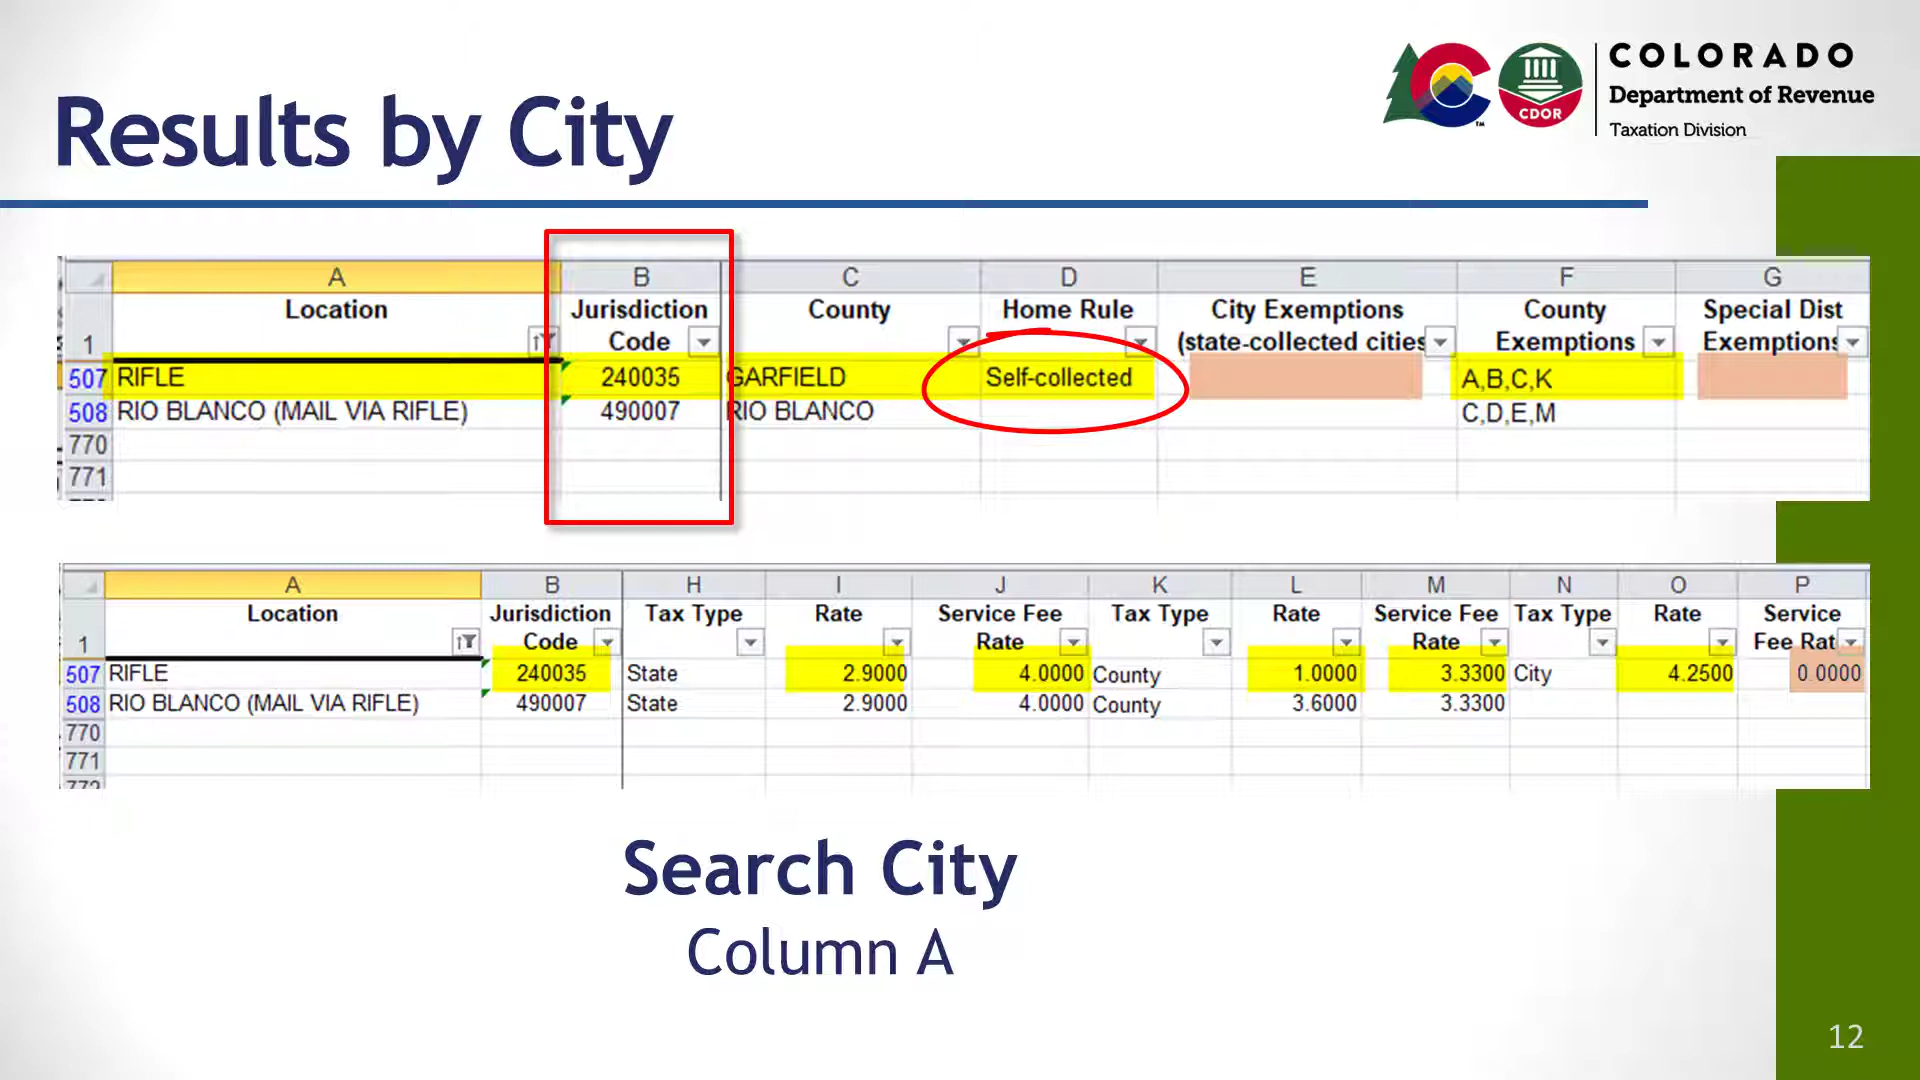 COLORADO
Department of Revenue
Taxation Division
CDOR
TM
Results by City
A B C D E F G
Location Jurisdiction County Home Rule City Exemptions County Special Dist
1 Code (state-collected cities Exemptions Exemptions
507 RIFLE 240035 GARFIELD Self-collected A,B,C,K
508 RIO BLANCO (MAIL VIA RIFLE) 490007 RIO BLANCO C,D,E,M
770
771
A B H I J K L M N O P
Location Jurisdiction Tax Type Rate Service Fee Tax Type Rate Service Fee Tax Type Rate Service
1 Code Rate Rate Fee Rat
507 RIFLE 240035 State 2.9000 4.0000 County 1.0000 3.3300 City 4.2500 0.0000
508 RIO BLANCO (MAIL VIA RIFLE) 490007 State 2.9000 4.0000 County 3.6000 3.3300
770
771
Search City
Column A
12